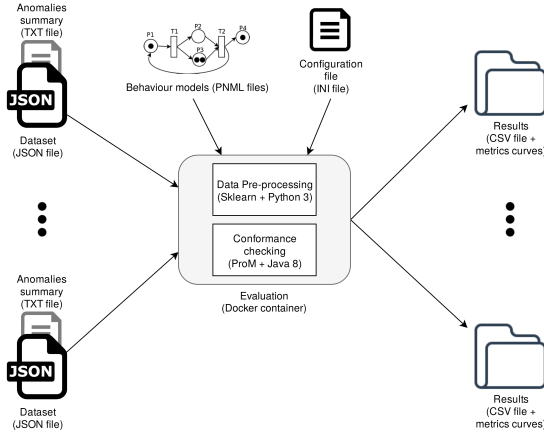 Anomalies
summary
(TXT file)
JSON
Dataset
(JSON file)
P1
T1
P2
P3
T2
P4
Behaviour models (PNML files)
Configuration
file
(INI file)
Results
(CSV file +
metrics curves)
Data Pre-processing
(Sklearn + Python 3)
Conformance
checking
(ProM + Java 8)
Evaluation
(Docker container)
Anomalies
summary
(TXT file)
JSON
Dataset
(JSON file)
Results
(CSV file +
metrics curves)